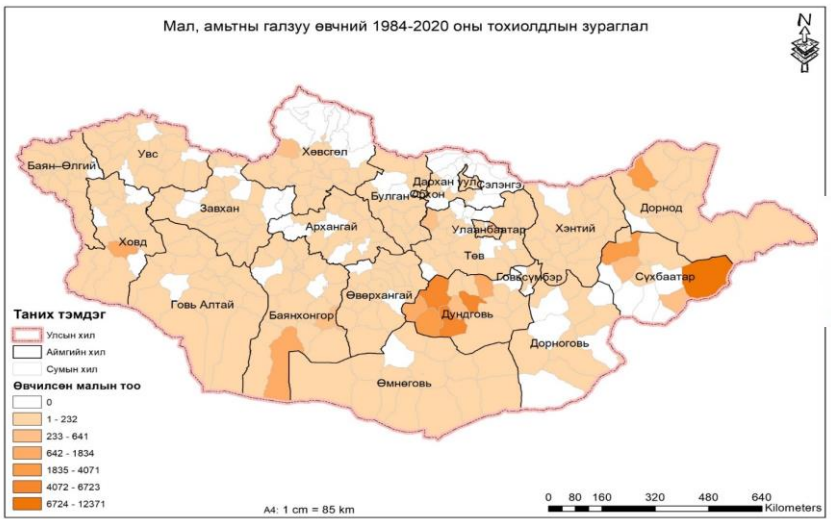 Мал, амьтны галзуу өвчний 1984-2020 оны тохиолдлын зураглал
N
Хөвсгөл
Увс
Баян-Өлгий
Дархан уул
Сэлэнгэ
Орхон
Булган
Завхан
Дорнод
Архангай
Улаанбаатар
Хэнтий
Ховд
Төв
Говьсүмбэр
Сүхбаатар
Говь Алтай
Баянхонгор
Өвөрхангай
Дундговь
Дорноговь
Өмнөговь
Таних тэмдэг
Улсын хил
Аймгийн хил
Сумын хил
Өвчилсөн малын тоо
0
1 - 232
233 - 641
642 - 1834
1835 - 4071
4072 - 6723
6724 - 12371
A4: 1 cm = 85 km
0 80 160 320 480 640
Kilometers